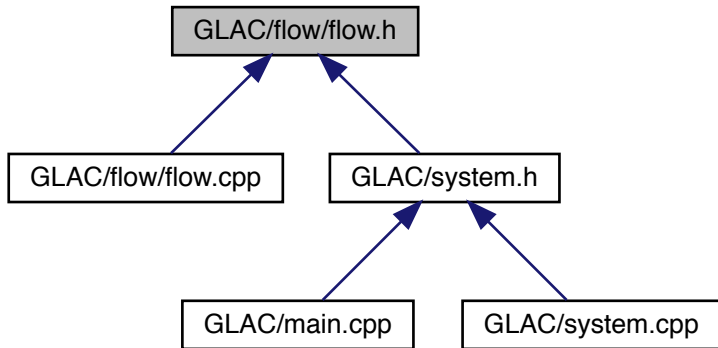 GLAC/flow/flow.h
GLAC/flow/flow.cpp
GLAC/system.h
GLAC/main.cpp
GLAC/system.cpp